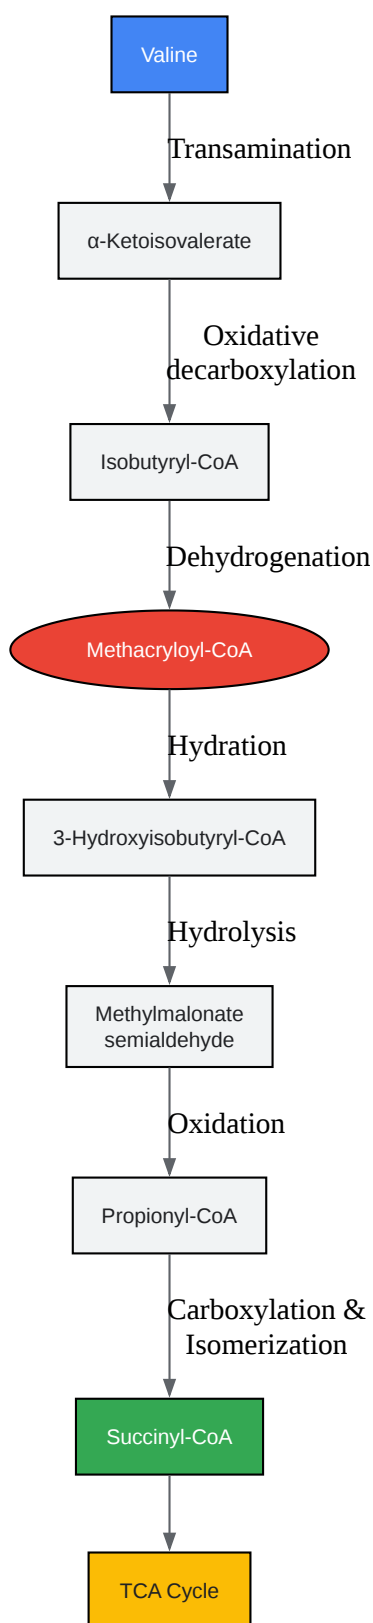 Valine
Transamination
α-Ketoisovalerate
Oxidative
decarboxylation
Isobutyryl-CoA
Dehydrogenation
Methacryloyl-CoA
Hydration
3-Hydroxyisobutyryl-CoA
Hydrolysis
Methylmalonate
semialdehyde
Oxidation
Propionyl-CoA
Carboxylation &
Isomerization
Succinyl-CoA
TCA Cycle